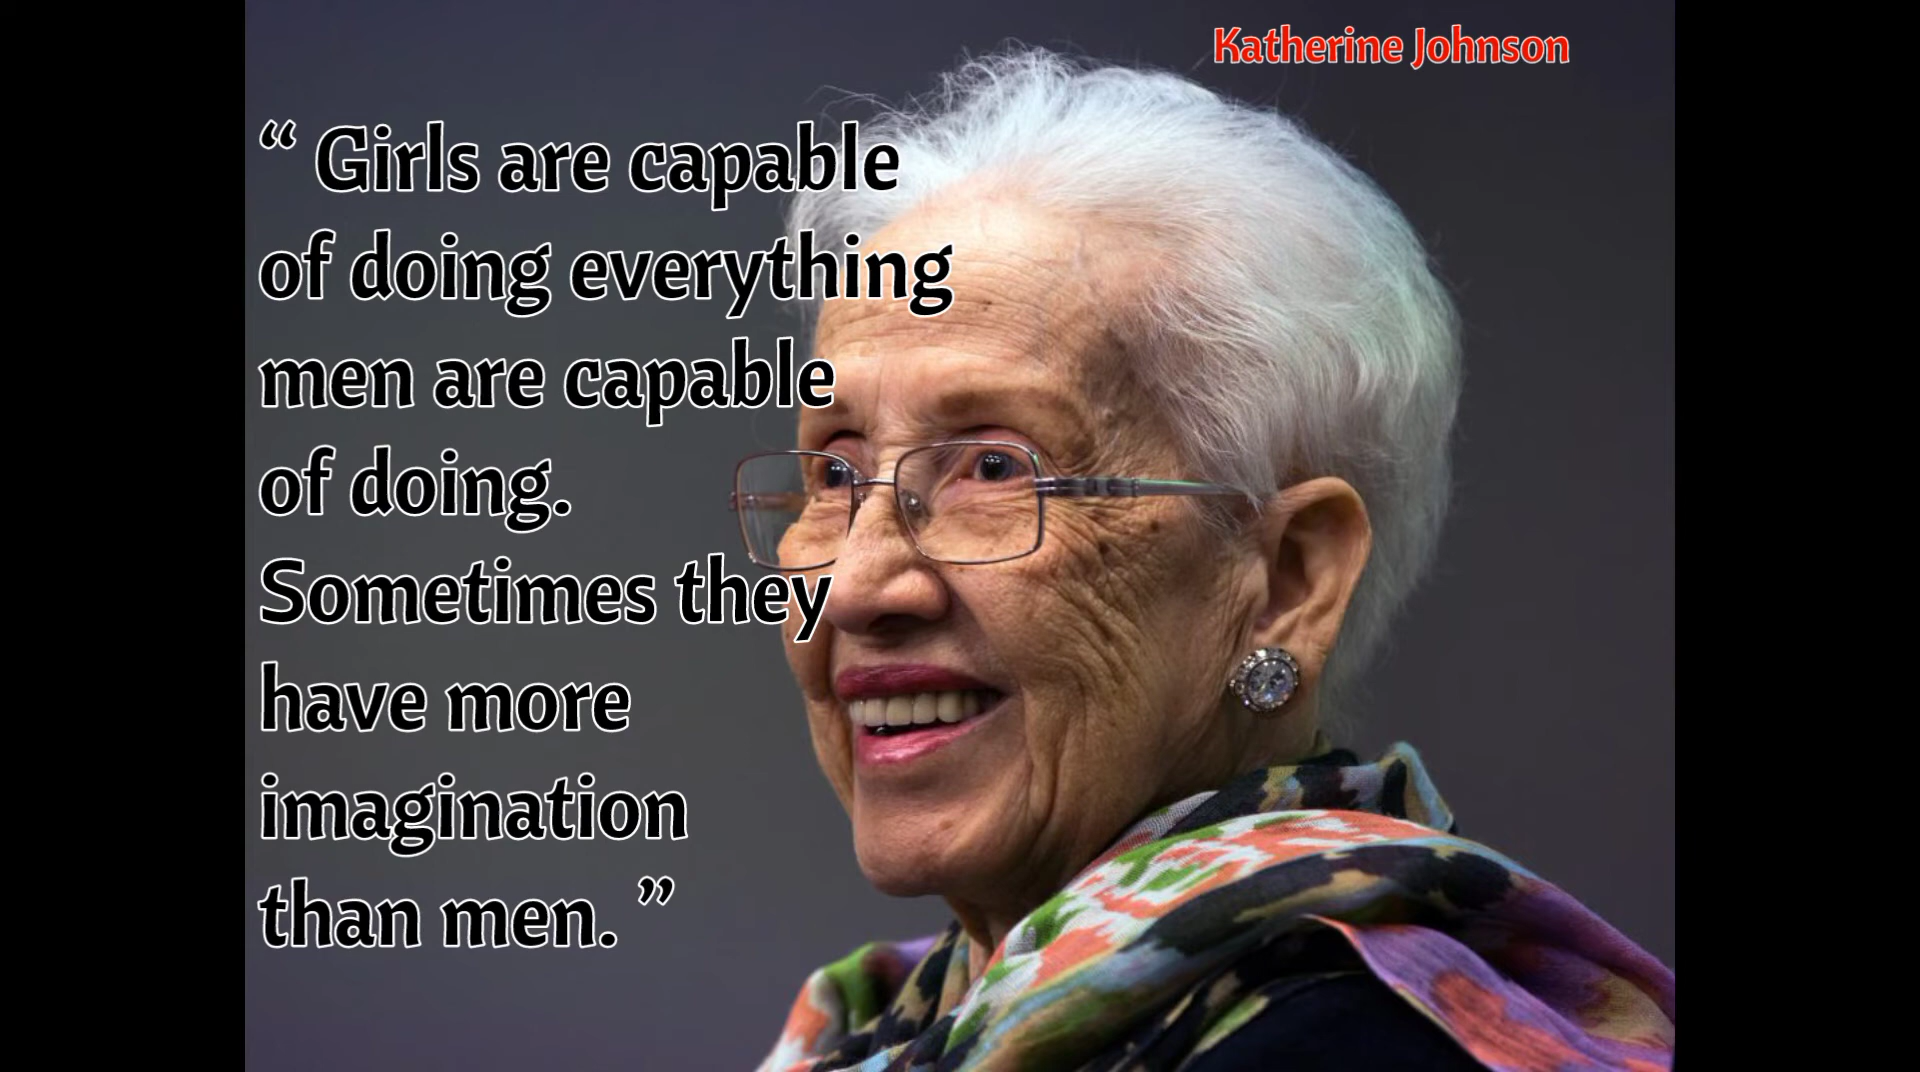 Katherine Johnson
“ Girls are capable
of doing everything
men are capable
of doing.
Sometimes they
have more
imagination
than men. ”